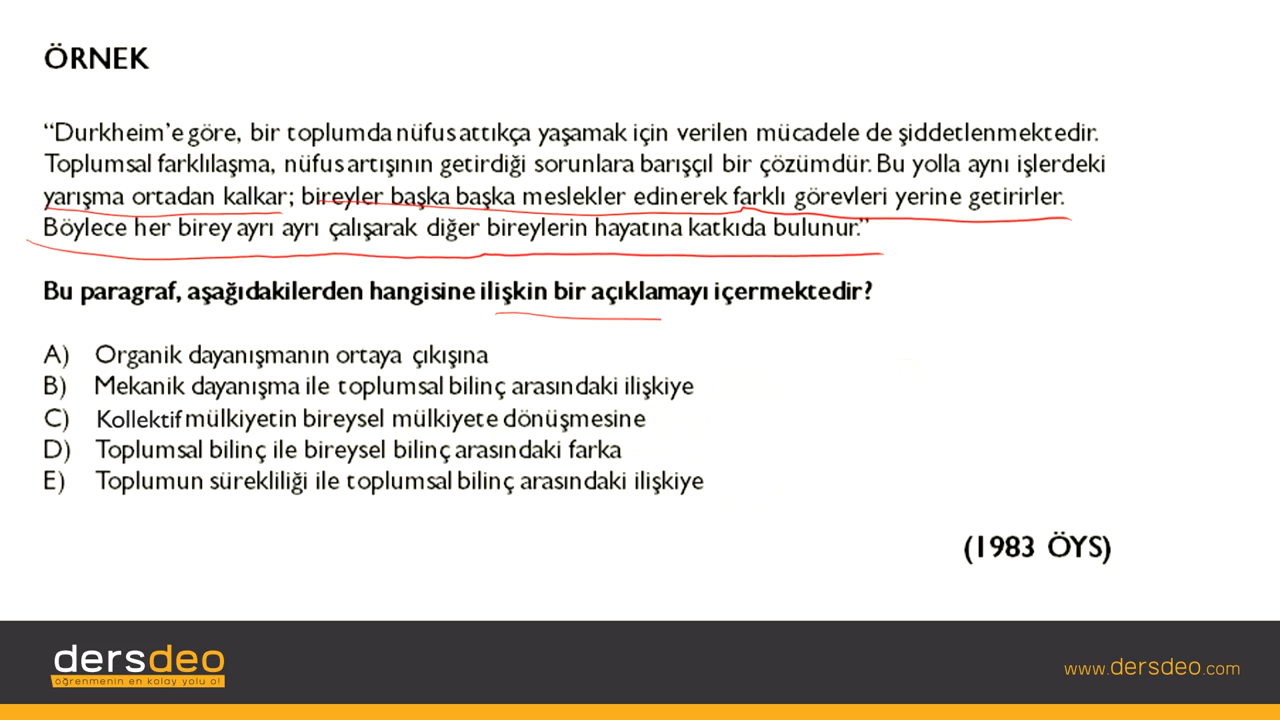 ÖRNEK
“Durkheim’e göre, bir toplumda nüfus attıkça yaşamak için verilen mücadele de şiddetlenmektedir.
Toplumsal farklılaşma, nüfus artışının getirdiği sorunlara barışçıl bir çözümdür. Bu yolla aynı işlerdeki
yarışma ortadan kalkar; bireyler başka başka meslekler edinerek farklı görevleri yerine getirirler.
Böylece her birey ayrı ayrı çalışarak diğer bireylerin hayatına katkıda bulunur.”
Bu paragraf, aşağıdakilerden hangisine ilişkin bir açıklamayı içermektedir?
A) Organik dayanışmanın ortaya çıkışına
B) Mekanik dayanışma ile toplumsal bilinç arasındaki ilişkiye
C) Kollektif mülkiyetin bireysel mülkiyete dönüşmesine
D) Toplumsal bilinç ile bireysel bilinç arasındaki farka
E) Toplumun sürekliliği ile toplumsal bilinç arasındaki ilişkiye
(1983 ÖYS)
dersdeo
öğrenmenin en kolay yolu o!
www.dersdeo.com